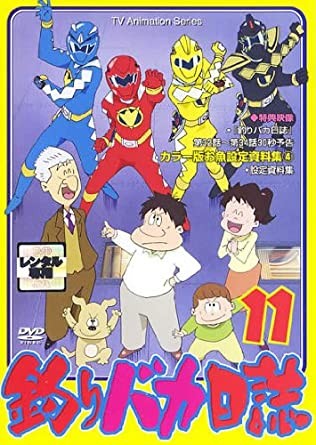 TV Animation Series
◆特典映像
・「釣りバカ日誌」
第32話〜第34話30秒予告
カラー版お魚設定資料集④
・設定資料集
レンタル
専用
DVD
VIDEO
11
釣りバカ日誌